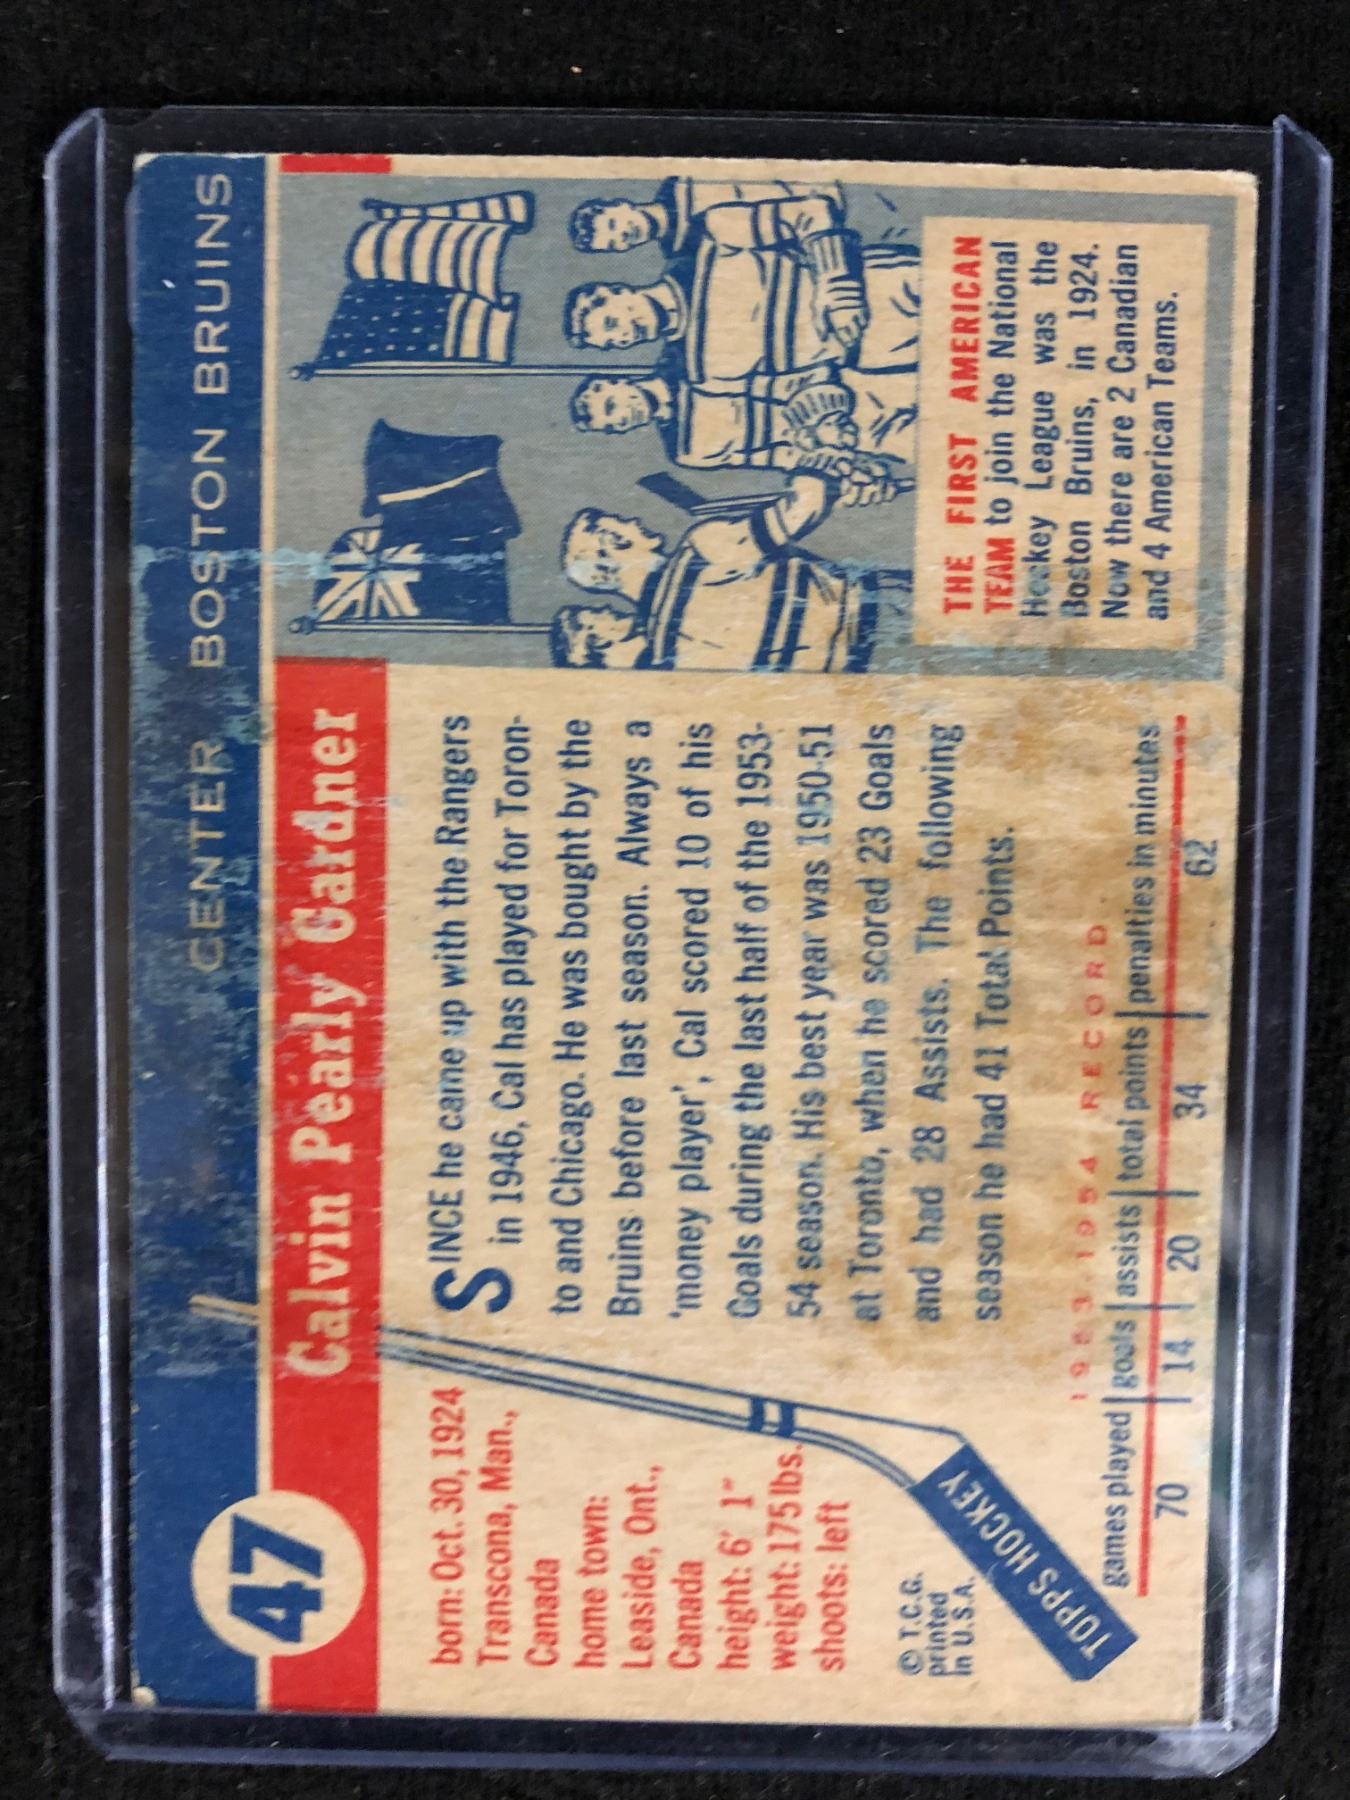 47
CENTER BOSTON BRUINS
Calvin Pearly Gardner
born: Oct. 30, 1924
Transcona, Man.,
Canada
home town:
Leaside, Ont.,
Canada
height: 6' 1"
weight: 175 lbs.
shoots: left
© T.C.G.
printed
in U.S.A.
TOPPS HOCKEY
SINCE he came up with the Rangers
in 1946, Cal has played for Toron-
to and Chicago. He was bought by the
Bruins before last season. Always a
'money player', Cal scored 10 of his
Goals during the last half of the 1953-
54 season. His best year was 1950-51
at Toronto, when he scored 23 Goals
and had 28 Assists. The following
season he had 41 Total Points.
THE FIRST AMERICAN
TEAM to join the National
Hockey League was the
Boston Bruins, in 1924.
Now there are 2 Canadian
and 4 American Teams.
1953-1954 RECORD
games played goals assists total points penalties in minutes
70 14 20 34 62